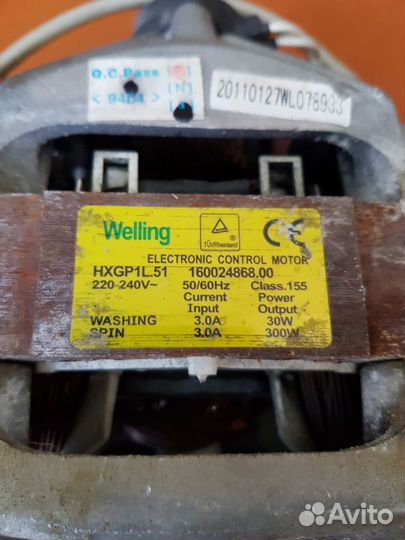 Q.C.Pass
< 9404 >
20110127WL078933
Welling
TÜVRheinland
CE
ELECTRONIC CONTROL MOTOR
HXGP1L.51 160024868.00
220-240V~ 50/60Hz Class.155
Current Power
Input Output
WASHING 3.0A 30W
SPIN 3.0A 300W
Avito